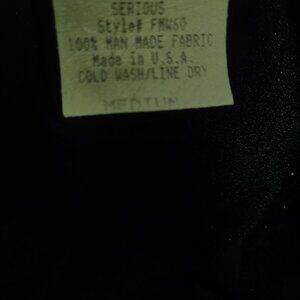 SERIOUS
Style# FMW60
100% MAN MADE FABRIC
Made in U.S.A.
COLD WASH/LINE DRY
MEDIUM